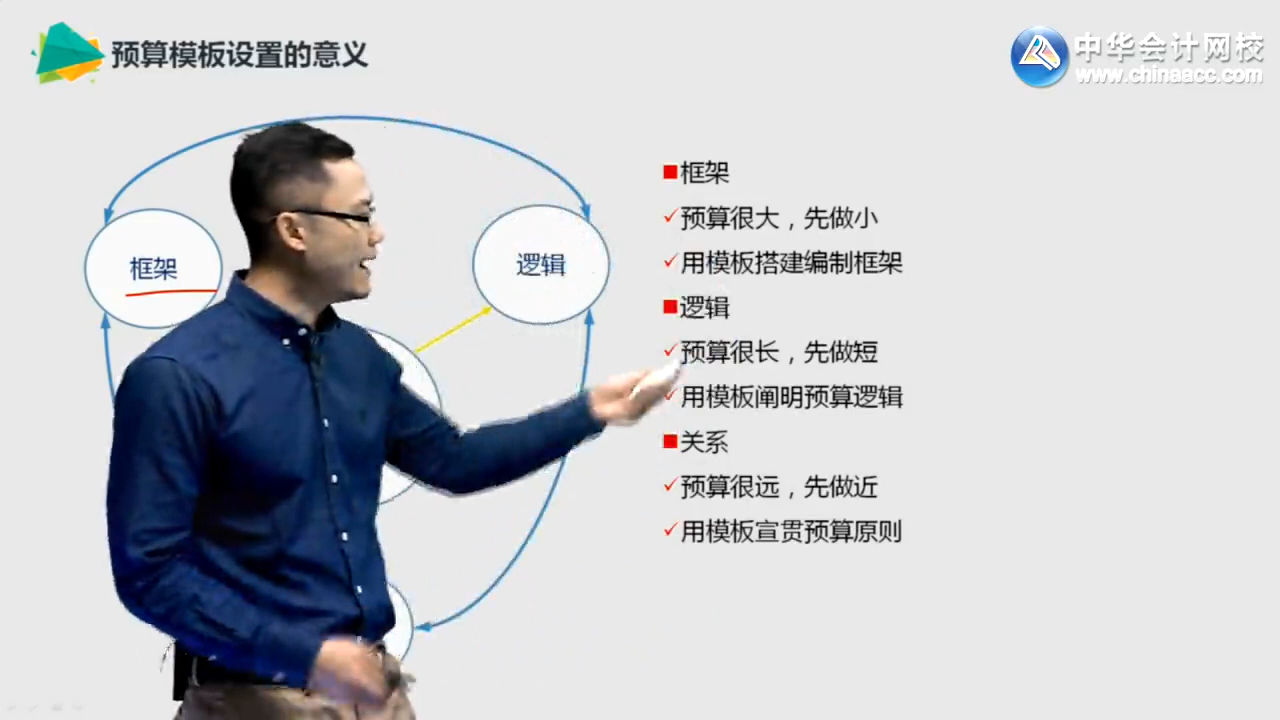 预算模板设置的意义
中华会计网校
www.chinaacc.com
框架
逻辑
框架
预算很大，先做小
用模板搭建编制框架
逻辑
预算很长，先做短
用模板阐明预算逻辑
关系
预算很远，先做近
用模板宣贯预算原则